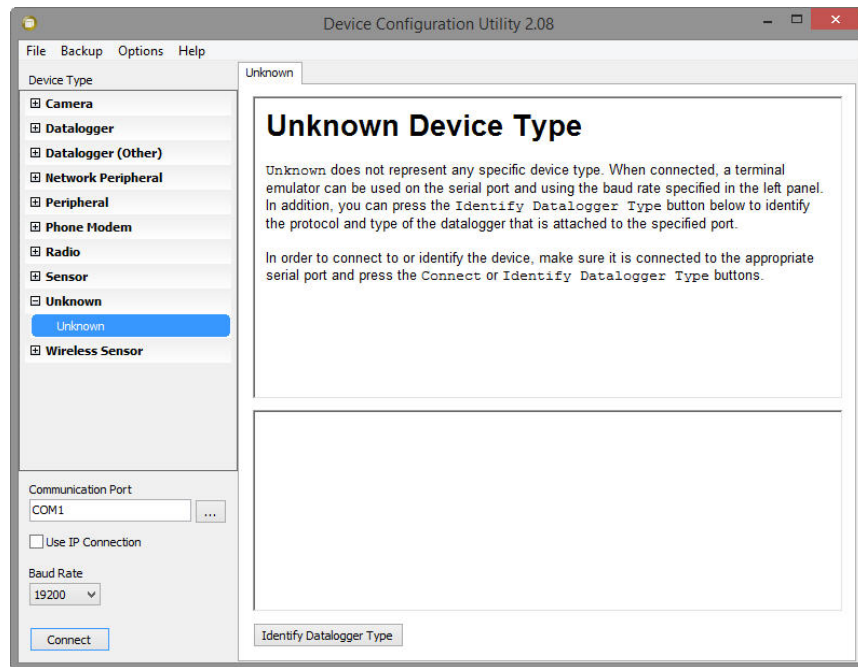 Device Configuration Utility 2.08
File Backup Options Help
Device Type
Camera
Datalogger
Datalogger (Other)
Network Peripheral
Peripheral
Phone Modem
Radio
Sensor
Unknown
Unknown
Wireless Sensor
Communication Port
COM1
...
Use IP Connection
Baud Rate
19200
Connect
Unknown
Unknown Device Type
Unknown does not represent any specific device type. When connected, a terminal
emulator can be used on the serial port and using the baud rate specified in the left panel.
In addition, you can press the Identify Datalogger Type button below to identify
the protocol and type of the datalogger that is attached to the specified port.
In order to connect to or identify the device, make sure it is connected to the appropriate
serial port and press the Connect or Identify Datalogger Type buttons.
Identify Datalogger Type